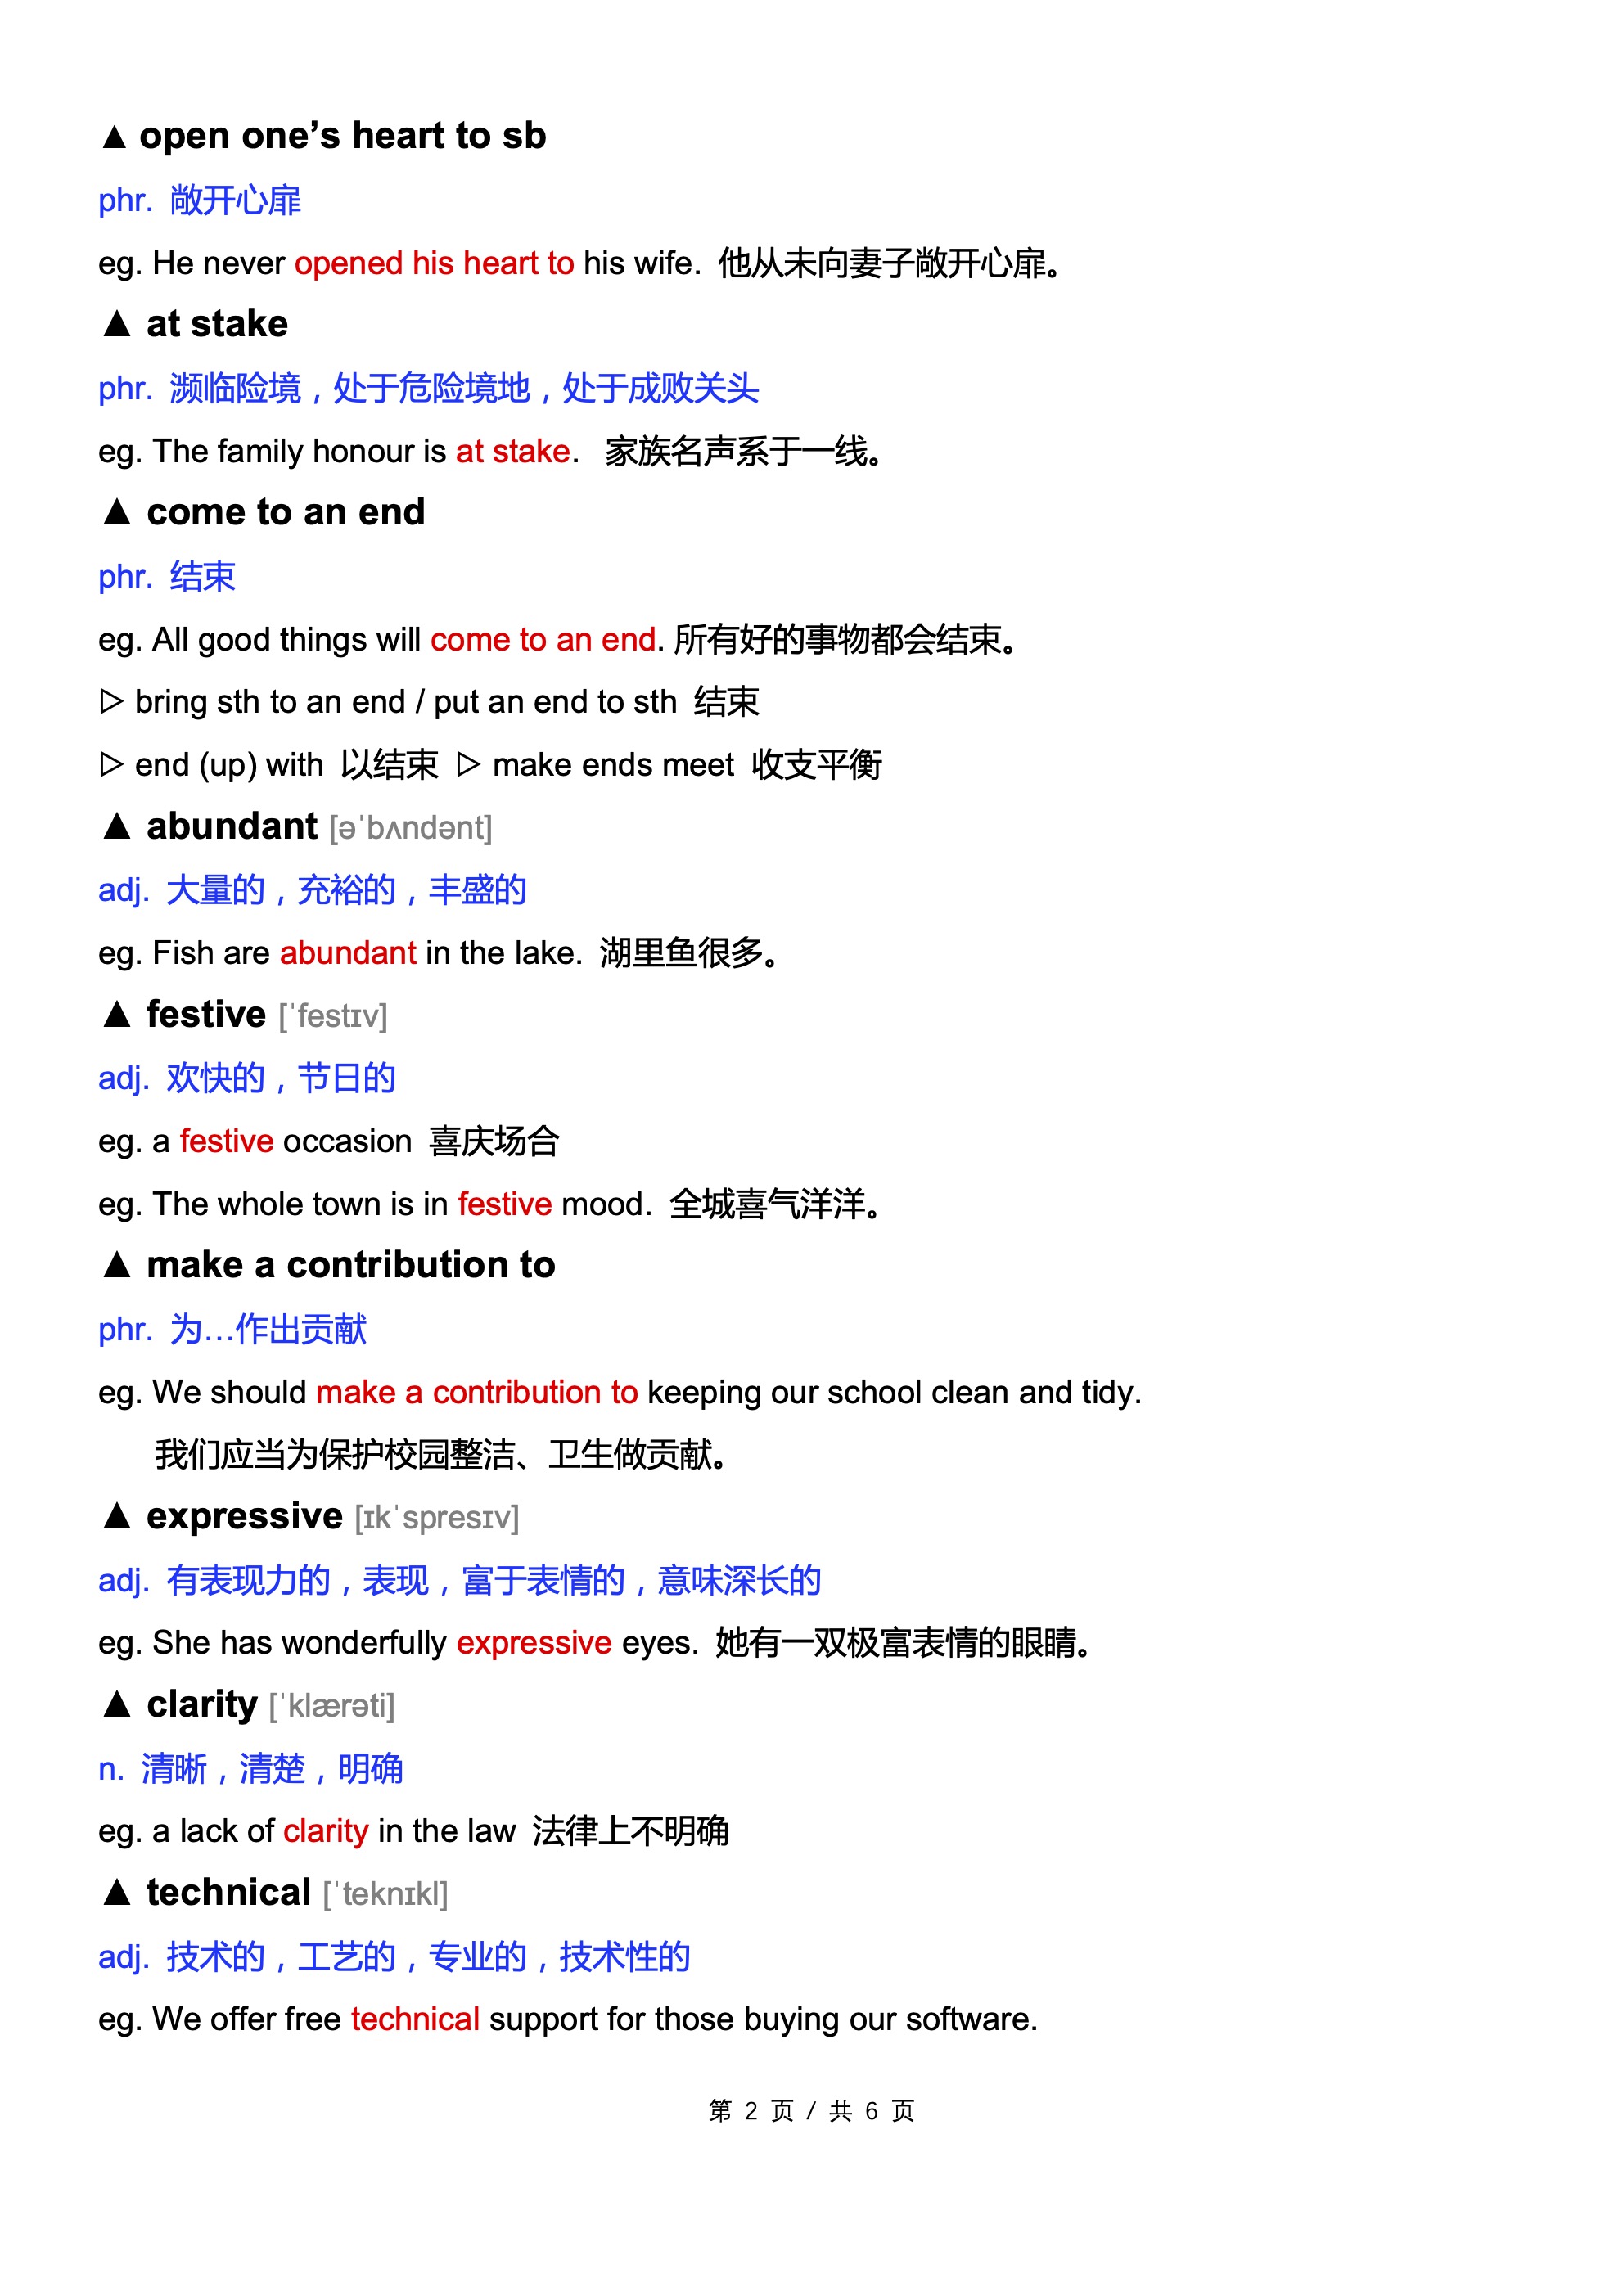 ▲ open one’s heart to sb
phr. 敞开心扉
eg. He never opened his heart to his wife. 他从未向妻子敞开心扉。
▲ at stake
phr. 濒临险境，处于危险境地，处于成败关头
eg. The family honour is at stake. 家族名声系于一线。
▲ come to an end
phr. 结束
eg. All good things will come to an end. 所有好的事物都会结束。
▷ bring sth to an end / put an end to sth 结束
▷ end (up) with 以结束 ▷ make ends meet 收支平衡
▲ abundant [əˈbʌndənt]
adj. 大量的，充裕的，丰盛的
eg. Fish are abundant in the lake. 湖里鱼很多。
▲ festive [ˈfestɪv]
adj. 欢快的，节日的
eg. a festive occasion 喜庆场合
eg. The whole town is in festive mood. 全城喜气洋洋。
▲ make a contribution to
phr. 为…作出贡献
eg. We should make a contribution to keeping our school clean and tidy.
我们应当为保护校园整洁、卫生做贡献。
▲ expressive [ɪkˈspresɪv]
adj. 有表现力的，表现，富于表情的，意味深长的
eg. She has wonderfully expressive eyes. 她有一双极富表情的眼睛。
▲ clarity [ˈklærəti]
n. 清晰，清楚，明确
eg. a lack of clarity in the law 法律上不明确
▲ technical [ˈteknɪkl]
adj. 技术的，工艺的，专业的，技术性的
eg. We offer free technical support for those buying our software.
第 2 页 / 共 6 页